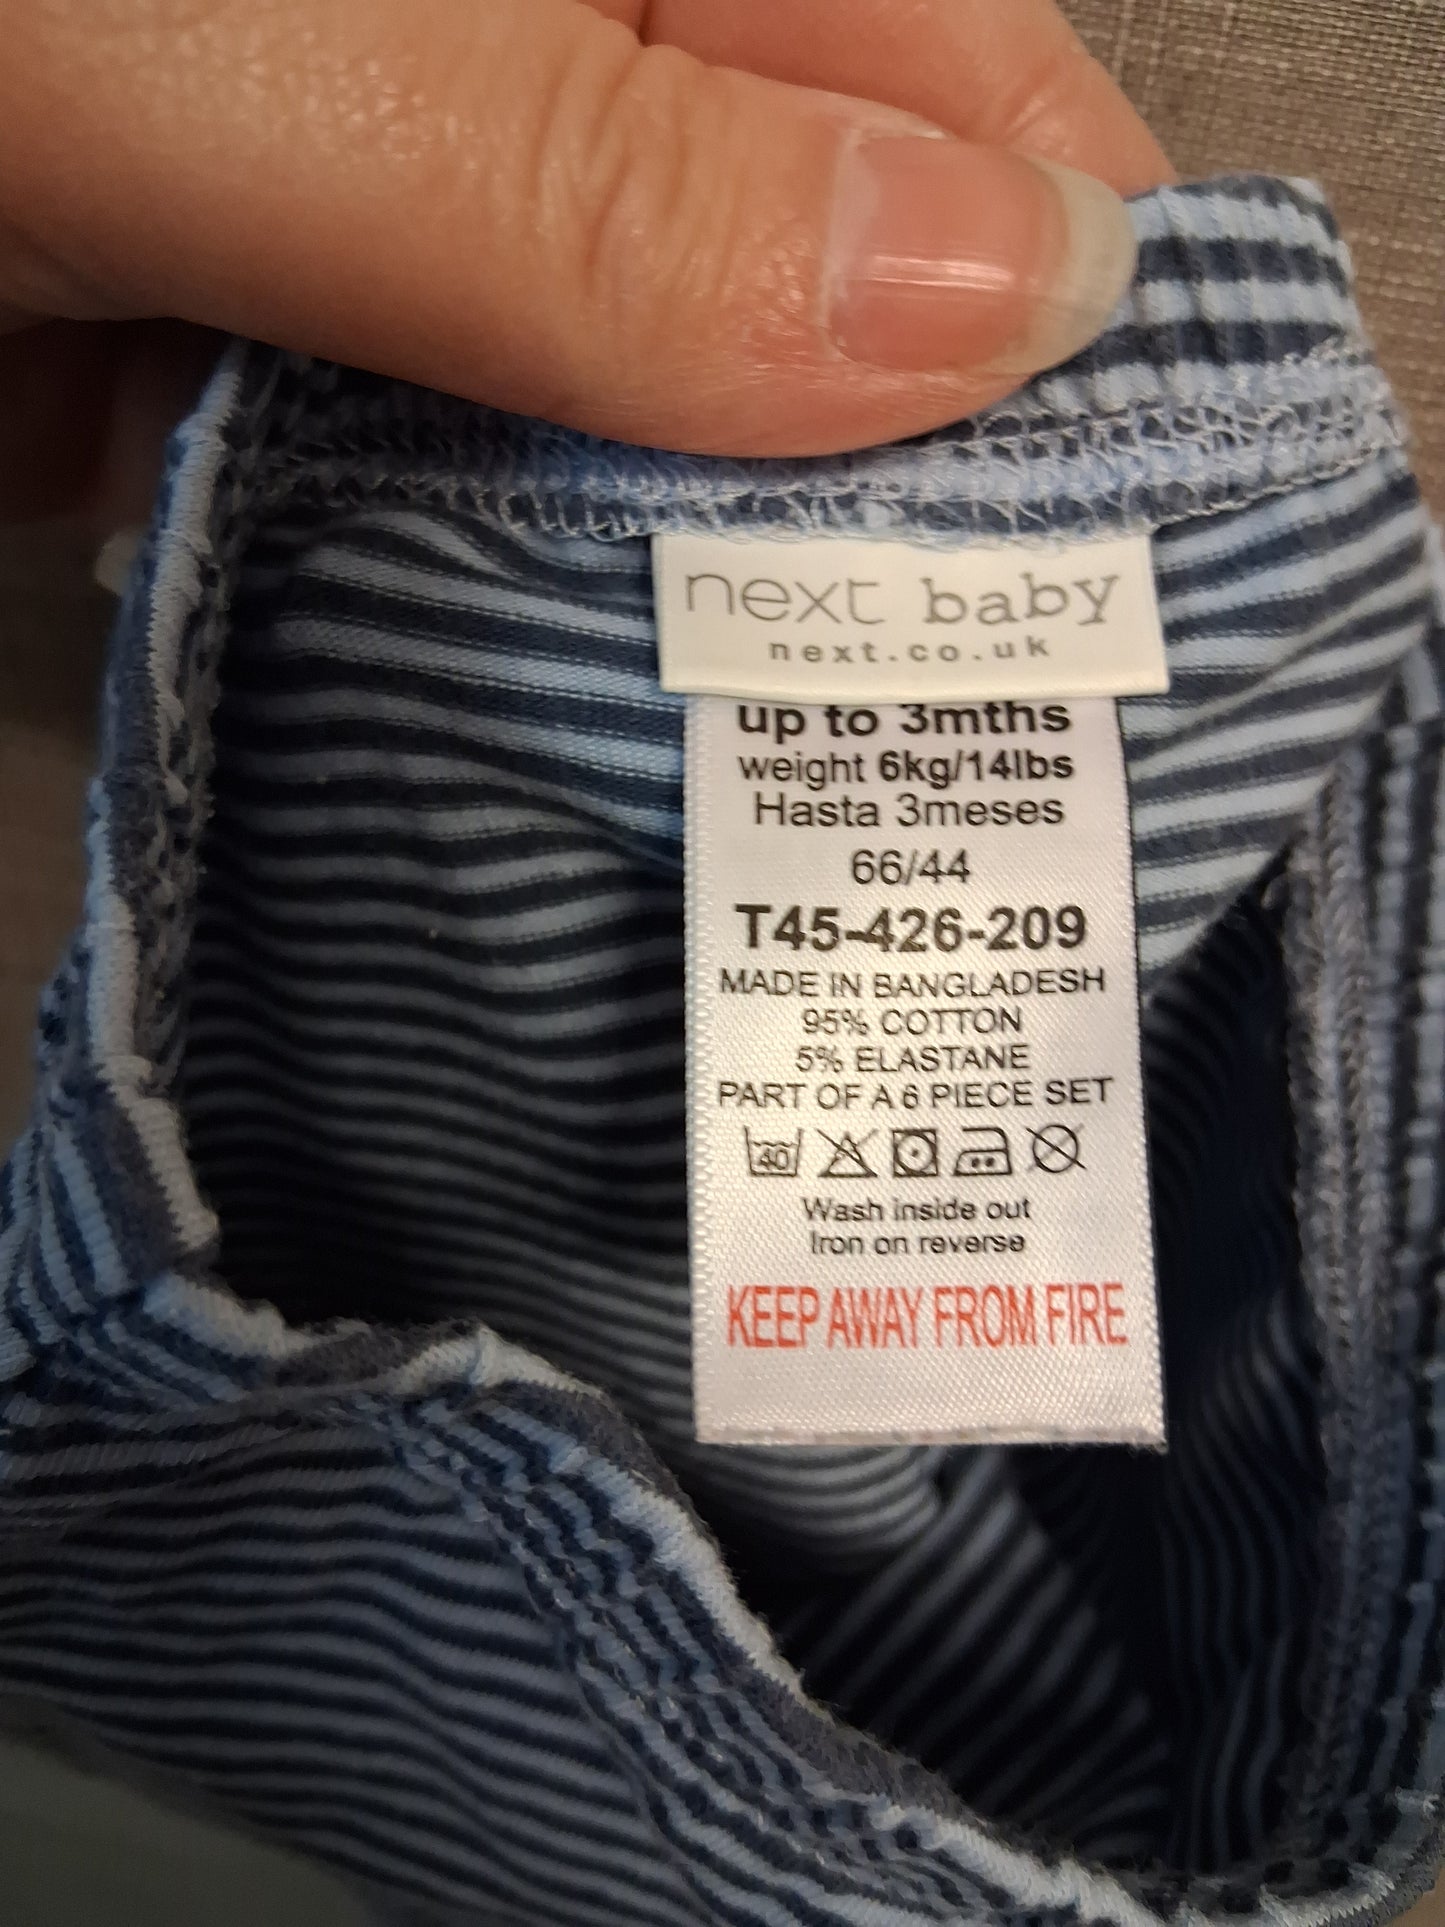 next baby
next.co.uk
up to 3mths
weight 6kg/14lbs
Hasta 3meses
66/44
T45-426-209
MADE IN BANGLADESH
95% COTTON
5% ELASTANE
PART OF A 6 PIECE SET
40
Wash inside out
Iron on reverse
KEEP AWAY FROM FIRE